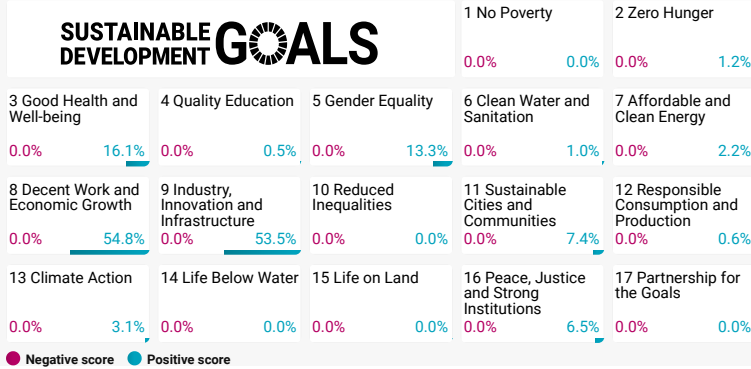 SUSTAINABLE
DEVELOPMENT GOALS
1 No Poverty
0.0% 0.0%
2 Zero Hunger
0.0% 1.2%
3 Good Health and
Well-being
0.0% 16.1%
4 Quality Education
0.0% 0.5%
5 Gender Equality
0.0% 13.3%
6 Clean Water and
Sanitation
0.0% 1.0%
7 Affordable and
Clean Energy
0.0% 2.2%
8 Decent Work and
Economic Growth
0.0% 54.8%
9 Industry,
Innovation and
Infrastructure
0.0% 53.5%
10 Reduced
Inequalities
0.0% 0.0%
11 Sustainable
Cities and
Communities
0.0% 7.4%
12 Responsible
Consumption and
Production
0.0% 0.6%
13 Climate Action
0.0% 3.1%
14 Life Below Water
0.0% 0.0%
15 Life on Land
0.0% 0.0%
16 Peace, Justice
and Strong
Institutions
0.0% 6.5%
17 Partnership for
the Goals
0.0% 0.0%
Negative score Positive score